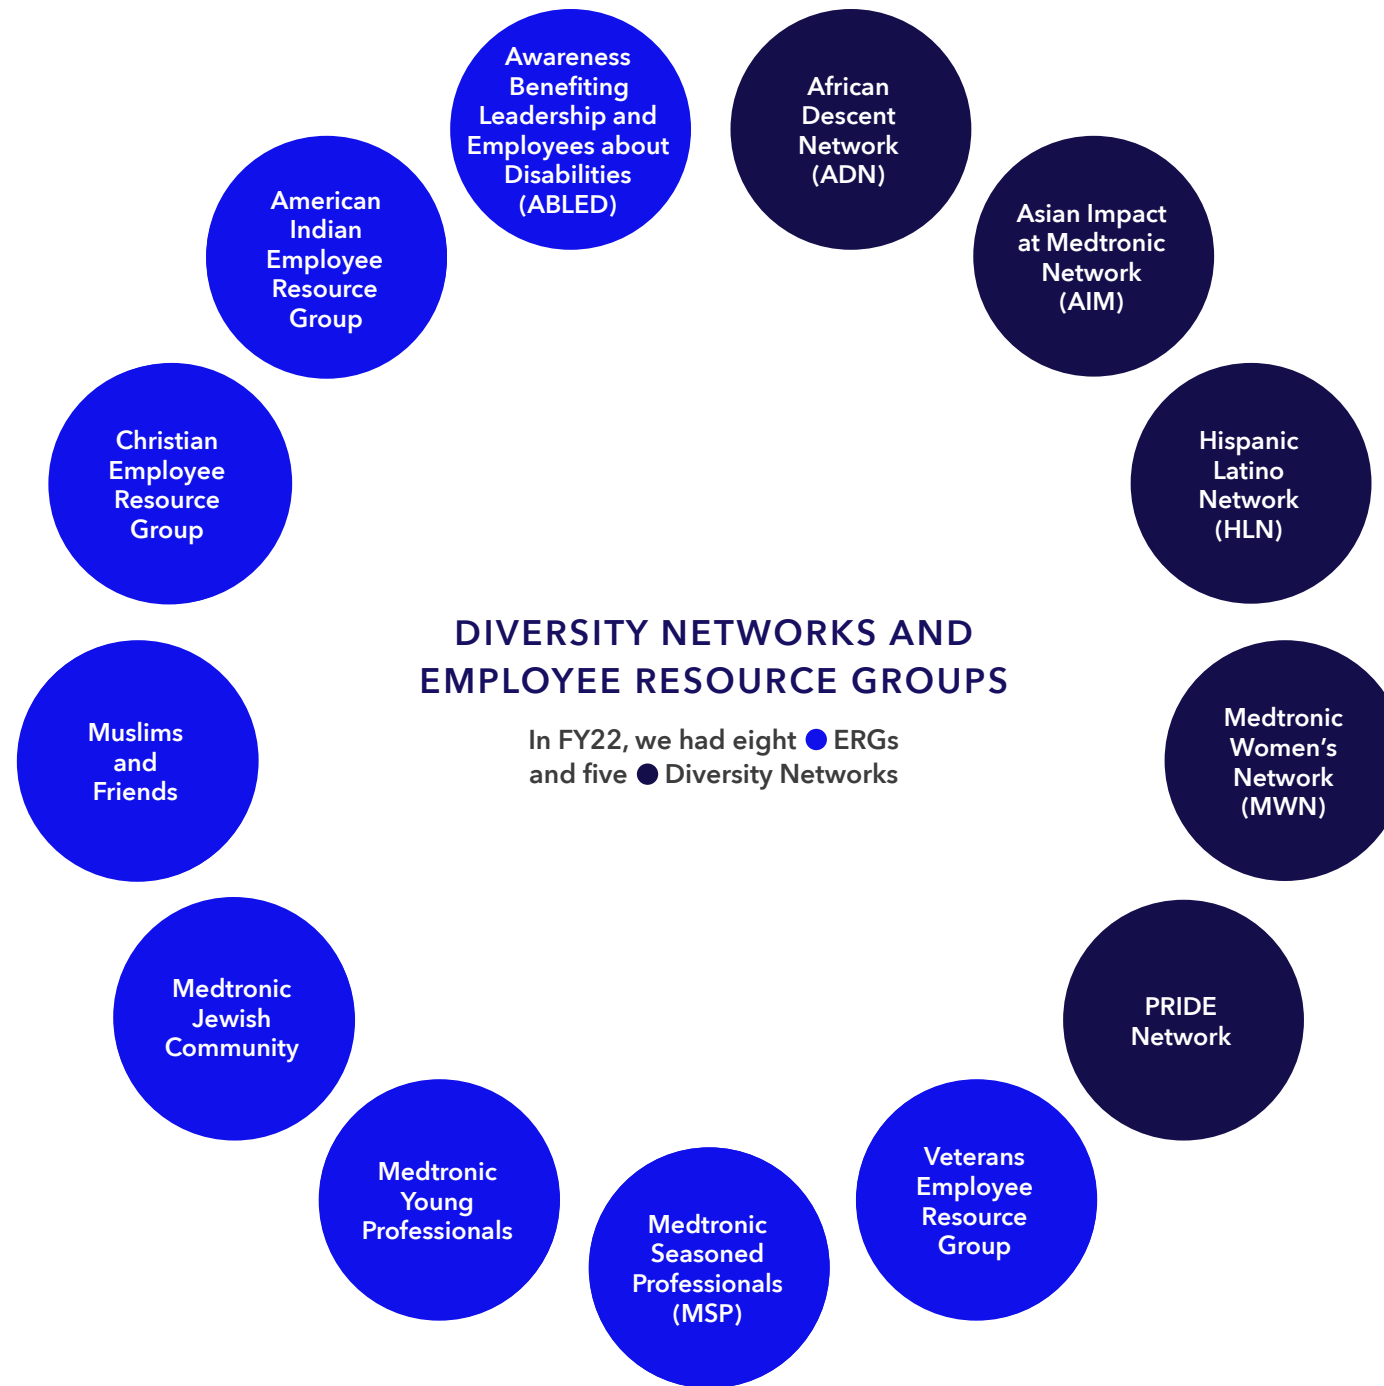 Awareness
Benefiting
Leadership and
Employees about
Disabilities
(ABLED)
African
Descent
Network
(ADN)
American
Indian
Employee
Resource
Group
Asian Impact
at Medtronic
Network
(AIM)
Christian
Employee
Resource
Group
Hispanic
Latino
Network
(HLN)
DIVERSITY NETWORKS AND
EMPLOYEE RESOURCE GROUPS
In FY22, we had eight ERGs
and five Diversity Networks
Muslims
and
Friends
Medtronic
Women’s
Network
(MWN)
Medtronic
Jewish
Community
PRIDE
Network
Medtronic
Young
Professionals
Medtronic
Seasoned
Professionals
(MSP)
Veterans
Employee
Resource
Group